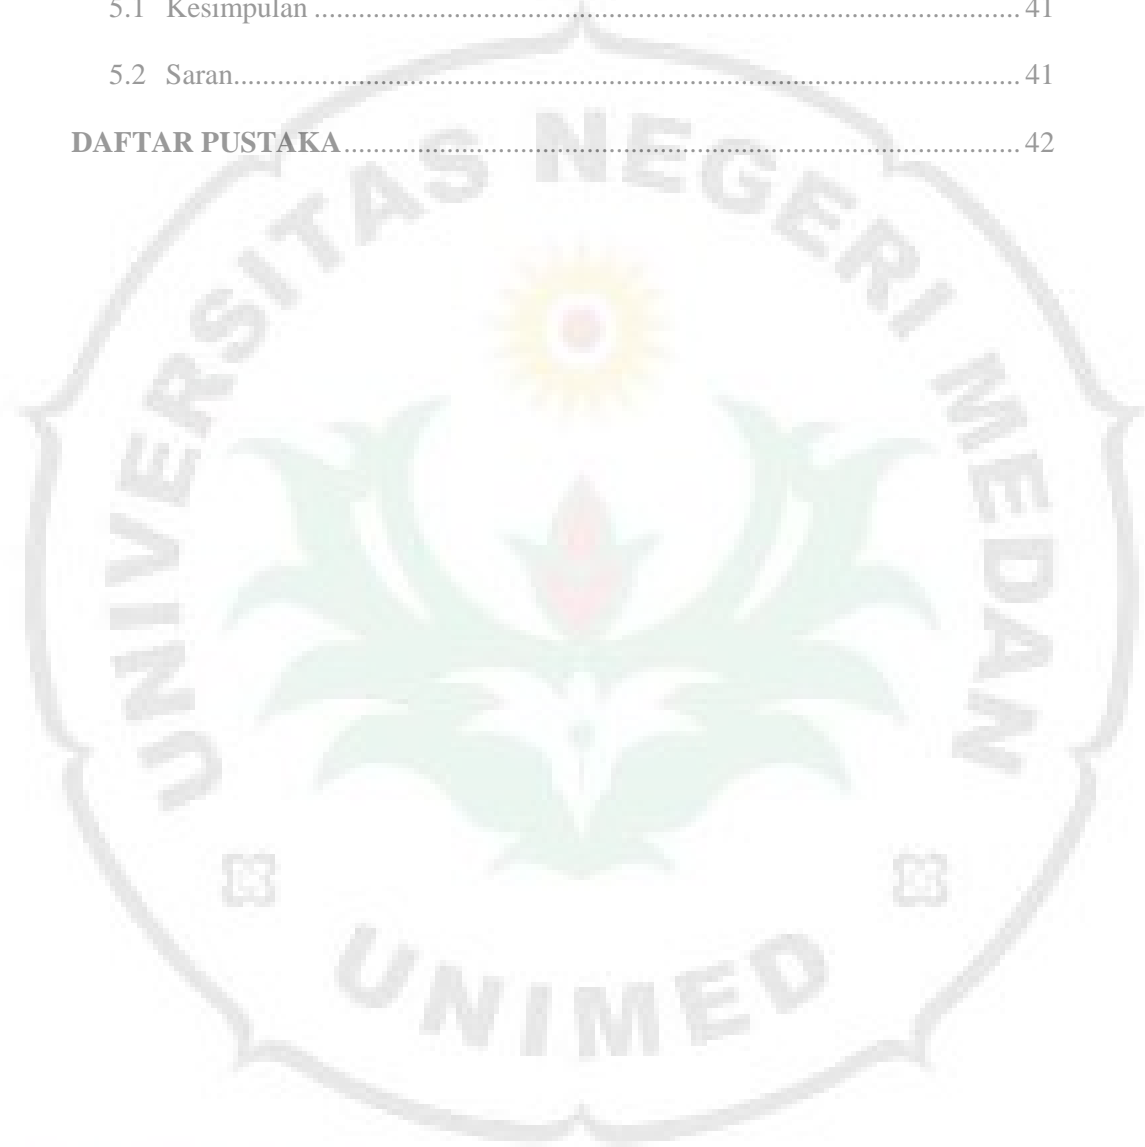 5.1 Kesimpulan ........................................................................................... 41
5.2 Saran..................................................................................................... 41
DAFTAR PUSTAKA........................................................................................ 42
UNIVERSITAS NEGERI MEDAN
UNIMED